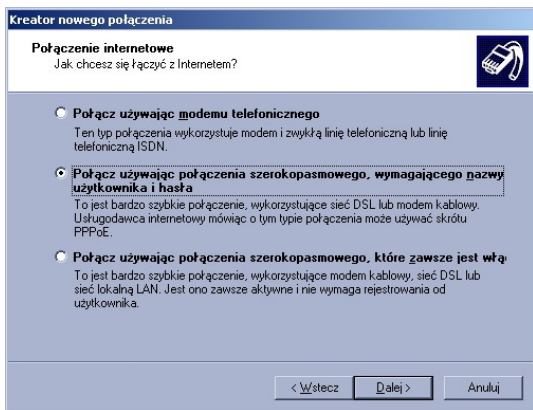 Kreator nowego połączenia
Połączenie internetowe
Jak chcesz się łączyć z Internetem?
Połącz używając modemu telefonicznego
Ten typ połączenia wykorzystuje modem i zwykłą linię telefoniczną lub linię
telefoniczną ISDN.
Połącz używając połączenia szerokopasmowego, wymagającego nazwy
użytkownika i hasła
To jest bardzo szybkie połączenie, wykorzystujące sieć DSL lub modem kablowy.
Usługodawca internetowy mówiąc o tym typie połączenia może używać skrótu
PPPoE.
Połącz używając połączenia szerokopasmowego, które zawsze jest włą
To jest bardzo szybkie połączenie, wykorzystujące modem kablowy, sieć DSL lub
sieć lokalną LAN. Jest ono zawsze aktywne i nie wymaga rejestrowania od
użytkownika.
< Wstecz
Dalej >
Anuluj